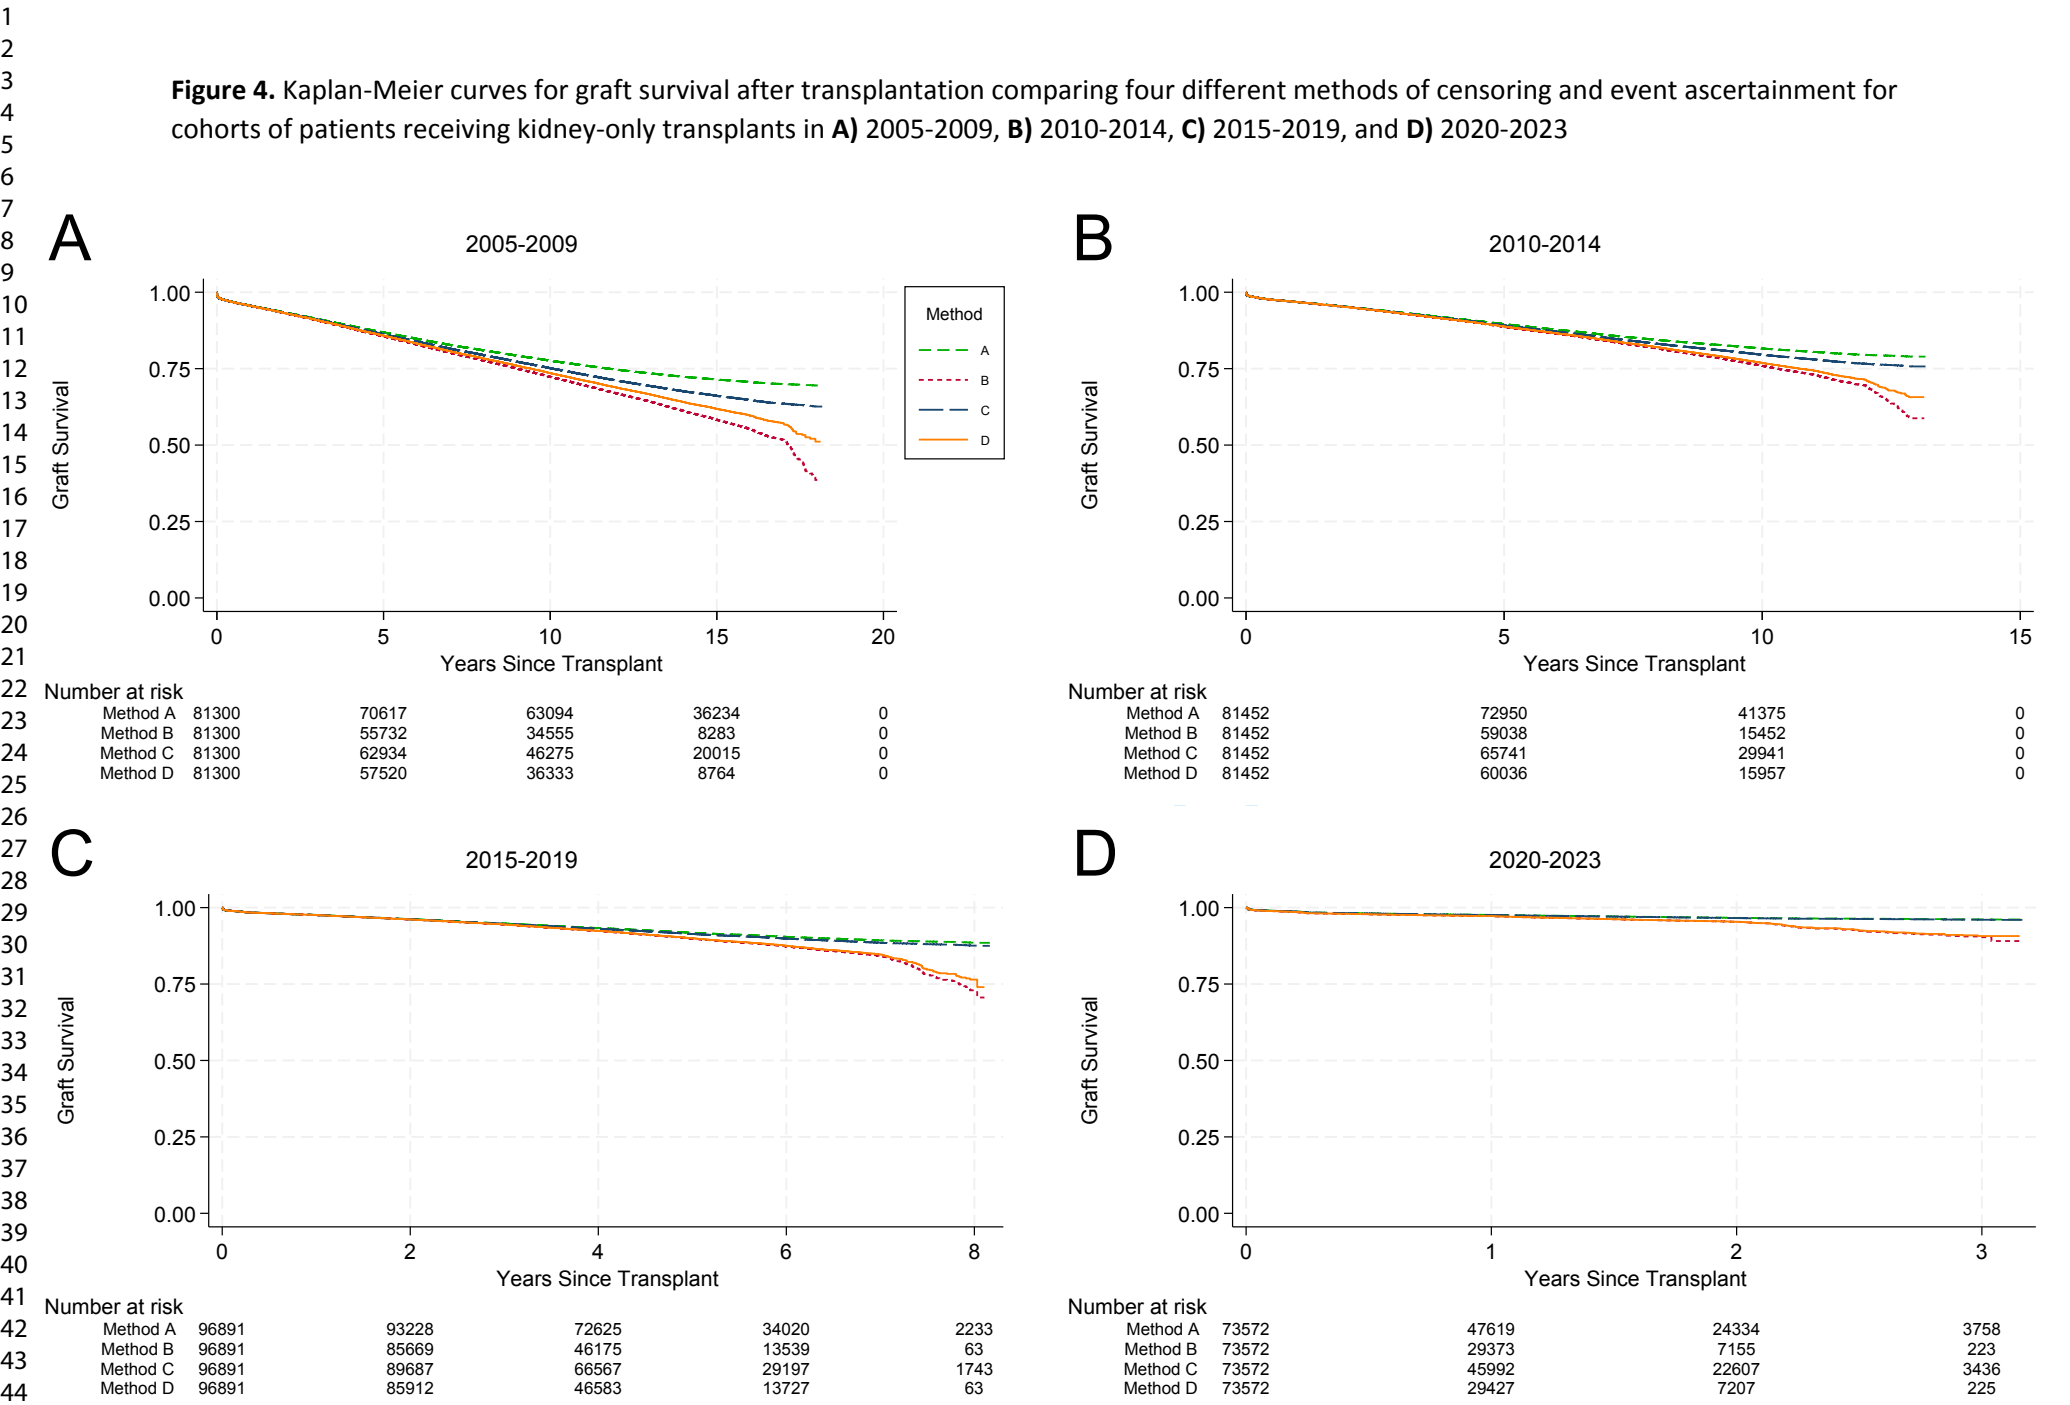 1
2
3
4
5
6
7
8
9
10
11
12
13
14
15
16
17
18
19
20
21
22
23
24
25
26
27
28
29
30
31
32
33
34
35
36
37
38
39
40
41
42
43
44
Figure 4. Kaplan-Meier curves for graft survival after transplantation comparing four different methods of censoring and event ascertainment for
cohorts of patients receiving kidney-only transplants in A) 2005-2009, B) 2010-2014, C) 2015-2019, and D) 2020-2023
A
2005-2009
Graft Survival
1.00
0.75
0.50
0.25
0.00
0 5 10 15 20
Years Since Transplant
Method
A
B
C
D
Number at risk
Method A 81300 70617 63094 36234 0
Method B 81300 55732 34555 8283 0
Method C 81300 62934 46275 20015 0
Method D 81300 57520 36333 8764 0
B
2010-2014
Graft Survival
1.00
0.75
0.50
0.25
0.00
0 5 10 15
Years Since Transplant
Number at risk
Method A 81452 72950 41375 0
Method B 81452 59038 15452 0
Method C 81452 65741 29941 0
Method D 81452 60036 15957 0
C
2015-2019
Graft Survival
1.00
0.75
0.50
0.25
0.00
0 2 4 6 8
Years Since Transplant
Number at risk
Method A 96891 93228 72625 34020 2233
Method B 96891 85669 46175 13539 63
Method C 96891 89687 66567 29197 1743
Method D 96891 85912 46583 13727 63
D
2020-2023
Graft Survival
1.00
0.75
0.50
0.25
0.00
0 1 2 3
Years Since Transplant
Number at risk
Method A 73572 47619 24334 3758
Method B 73572 29373 7155 223
Method C 73572 45992 22607 3436
Method D 73572 29427 7207 225